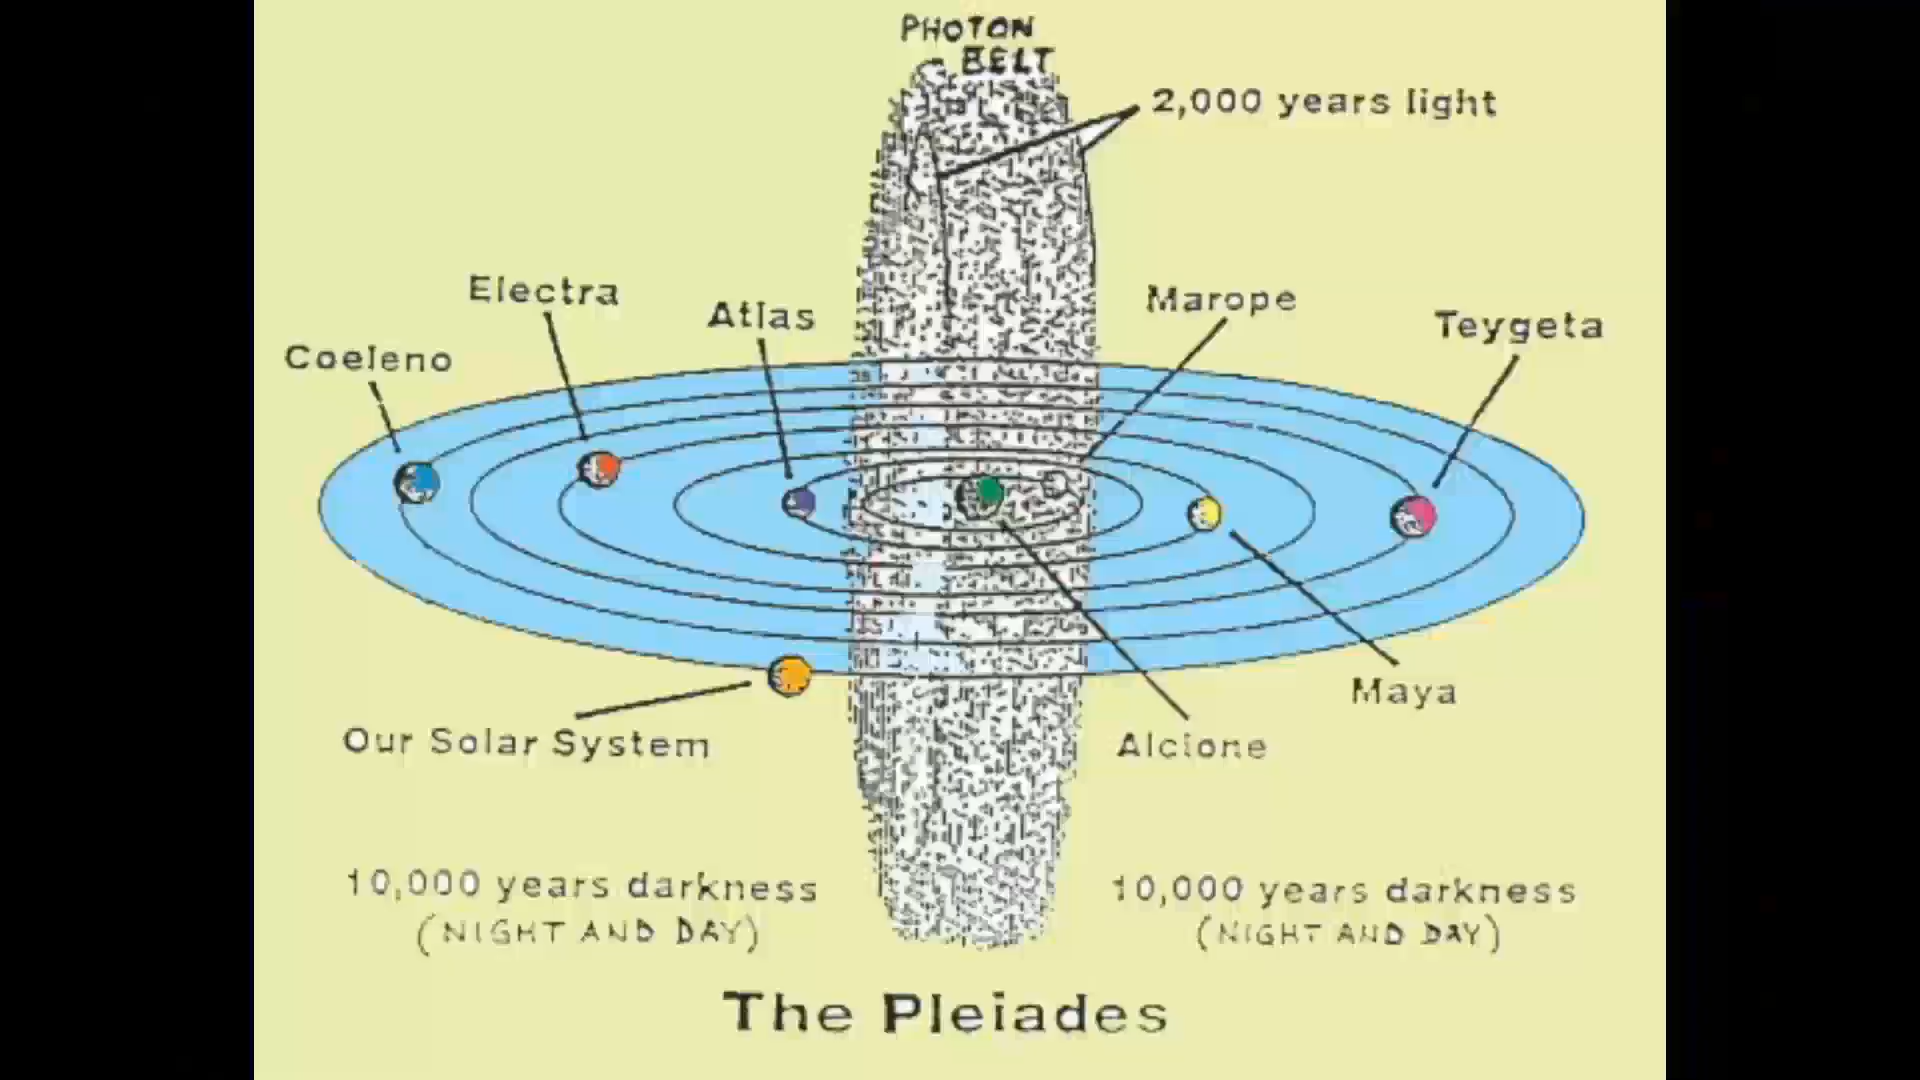 PHOTON
BELT
2,000 years light
Electra
Atlas
Marope
Teygeta
Coeleno
Our Solar System
Maya
Alcione
10,000 years darkness
(NIGHT AND DAY)
10,000 years darkness
(NIGHT AND DAY)
The Pleiades